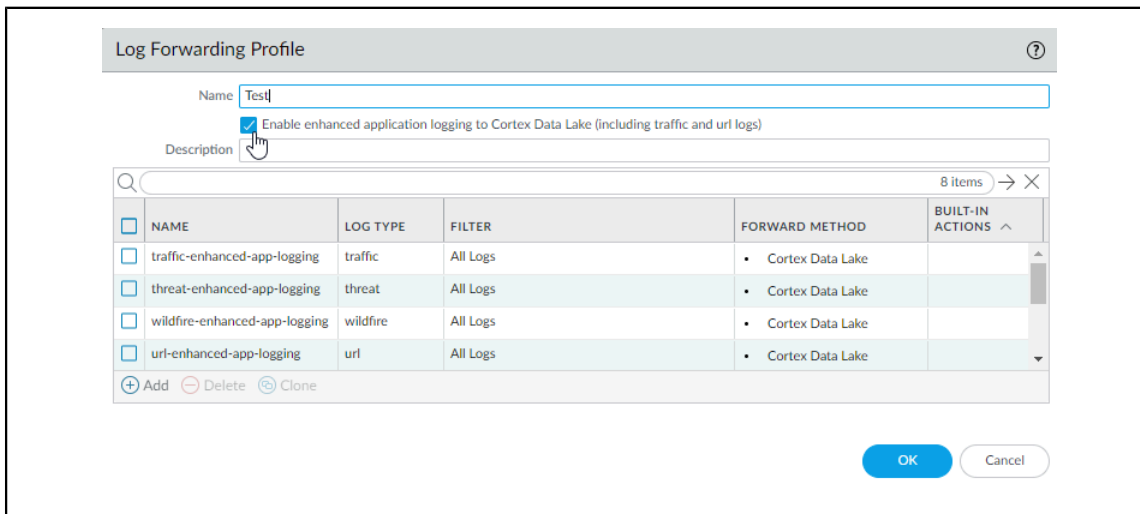 Log Forwarding Profile
Name Test
Enable enhanced application logging to Cortex Data Lake (including traffic and url logs)
Description
8 items
NAME LOG TYPE FILTER FORWARD METHOD BUILT-IN ACTIONS
traffic-enhanced-app-logging traffic All Logs • Cortex Data Lake
threat-enhanced-app-logging threat All Logs • Cortex Data Lake
wildfire-enhanced-app-logging wildfire All Logs • Cortex Data Lake
url-enhanced-app-logging url All Logs • Cortex Data Lake
Add Delete Clone
OK Cancel